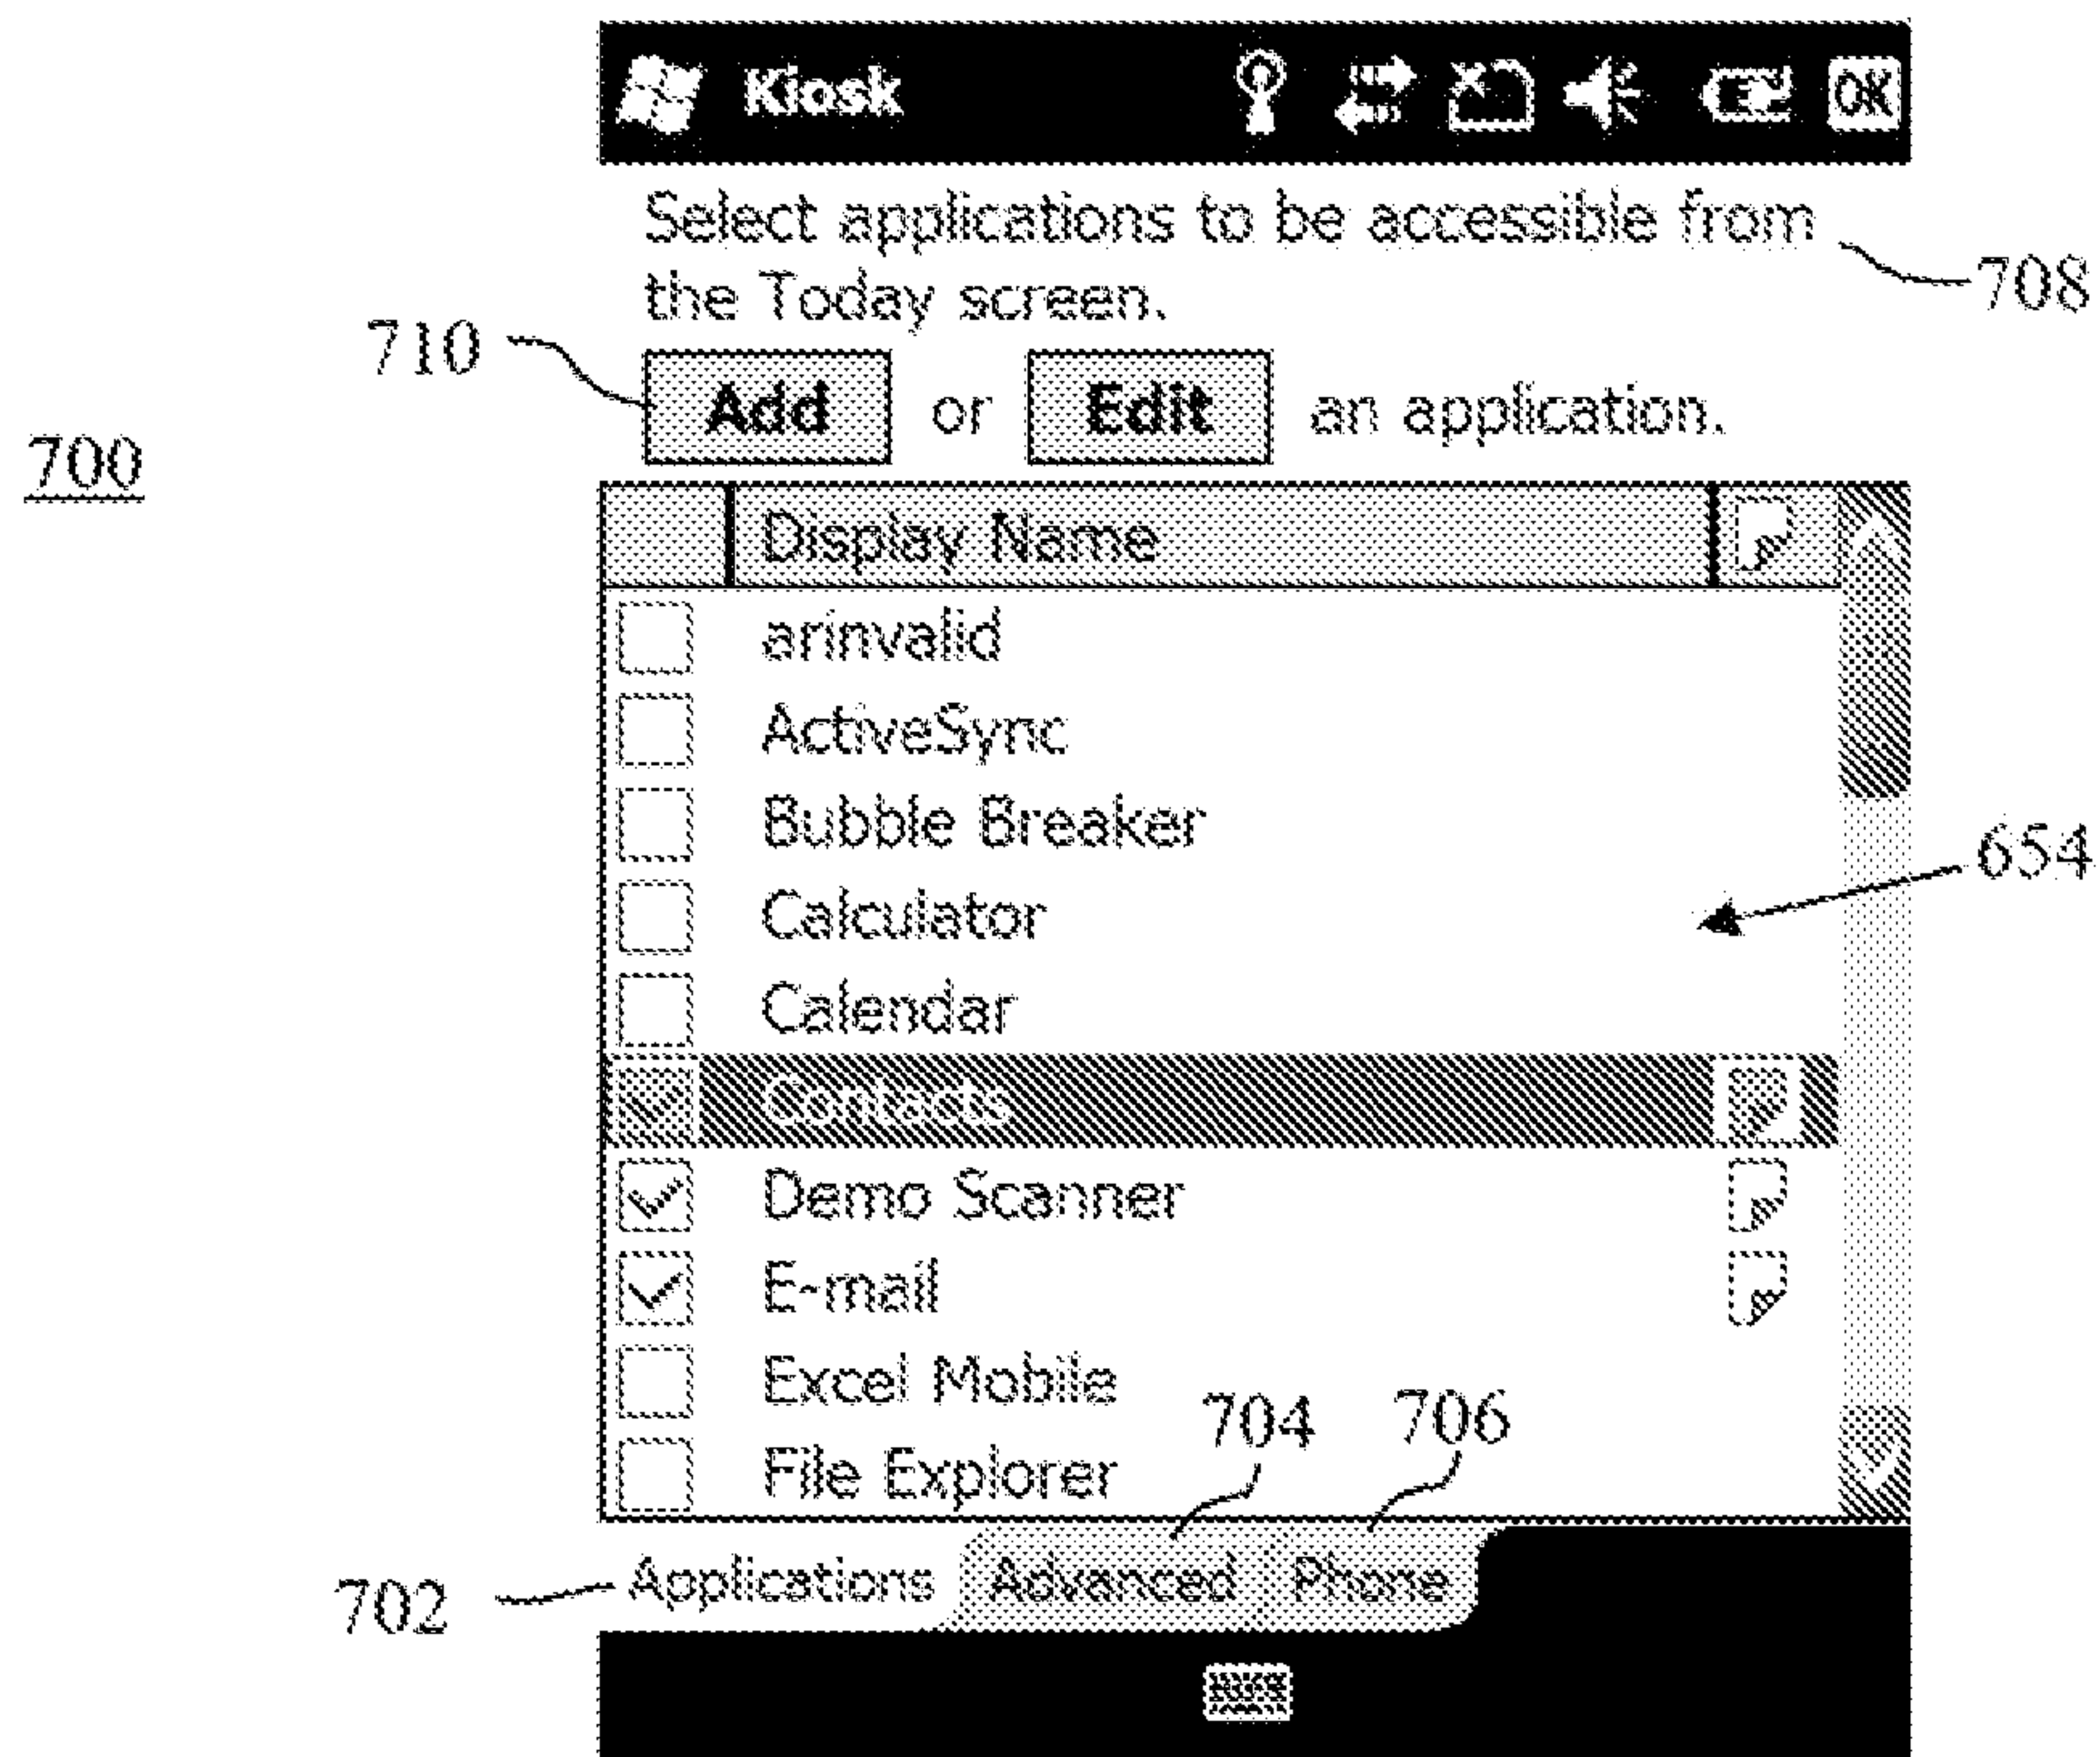 Kiosk OK
Select applications to be accessible from
the Today screen.
708
710
Add or Edit an application.
700
Display Name
arinvalid
ActiveSync
Bubble Breaker
654
Calculator
Calendar
Contacts
Demo Scanner
E-mail
Excel Mobile
704 706
File Explorer
Applications Advanced Phone
702